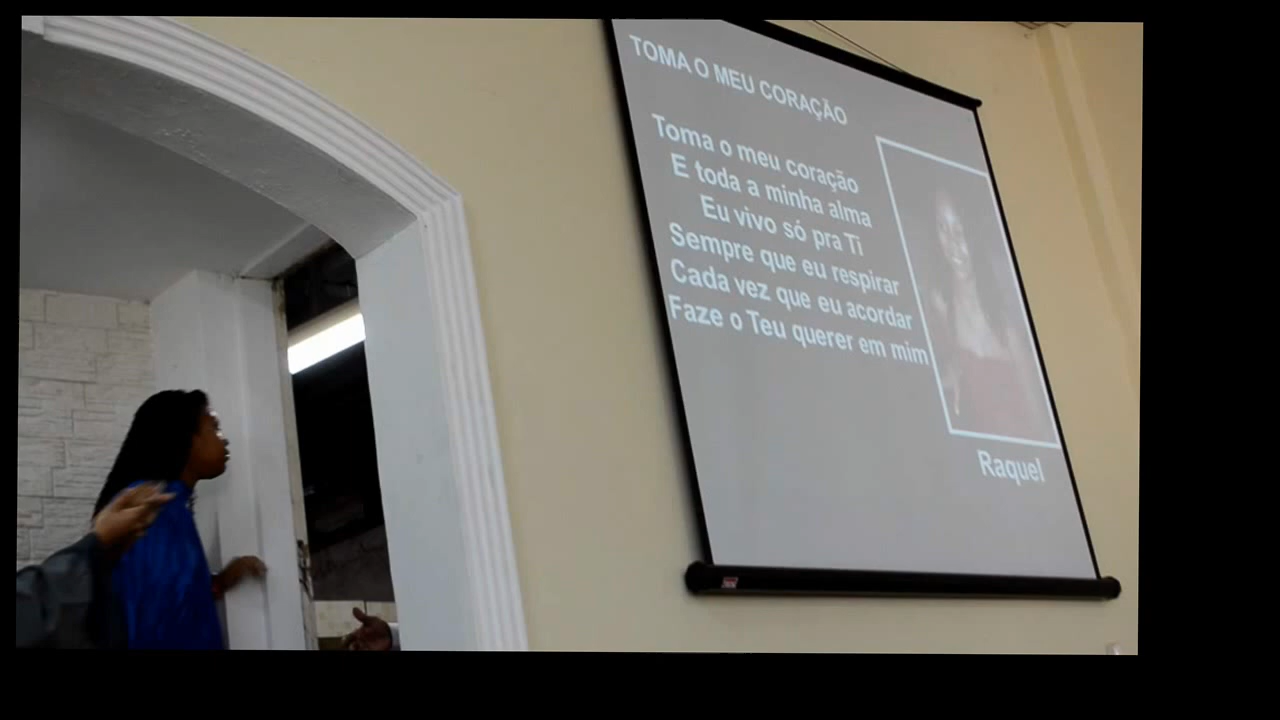 TOMA O MEU CORAÇÃO
Toma o meu coração
E toda a minha alma
Eu vivo só pra Ti
Sempre que eu respirar
Cada vez que eu acordar
Faze o Teu querer em mim
Raquel